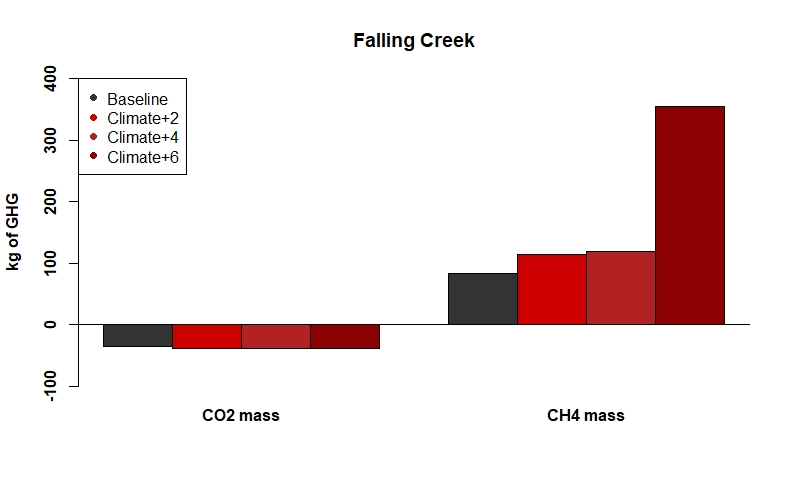 Falling Creek
kg of GHG
400
300
200
100
0
-100
Baseline
Climate+2
Climate+4
Climate+6
CO2 mass
CH4 mass